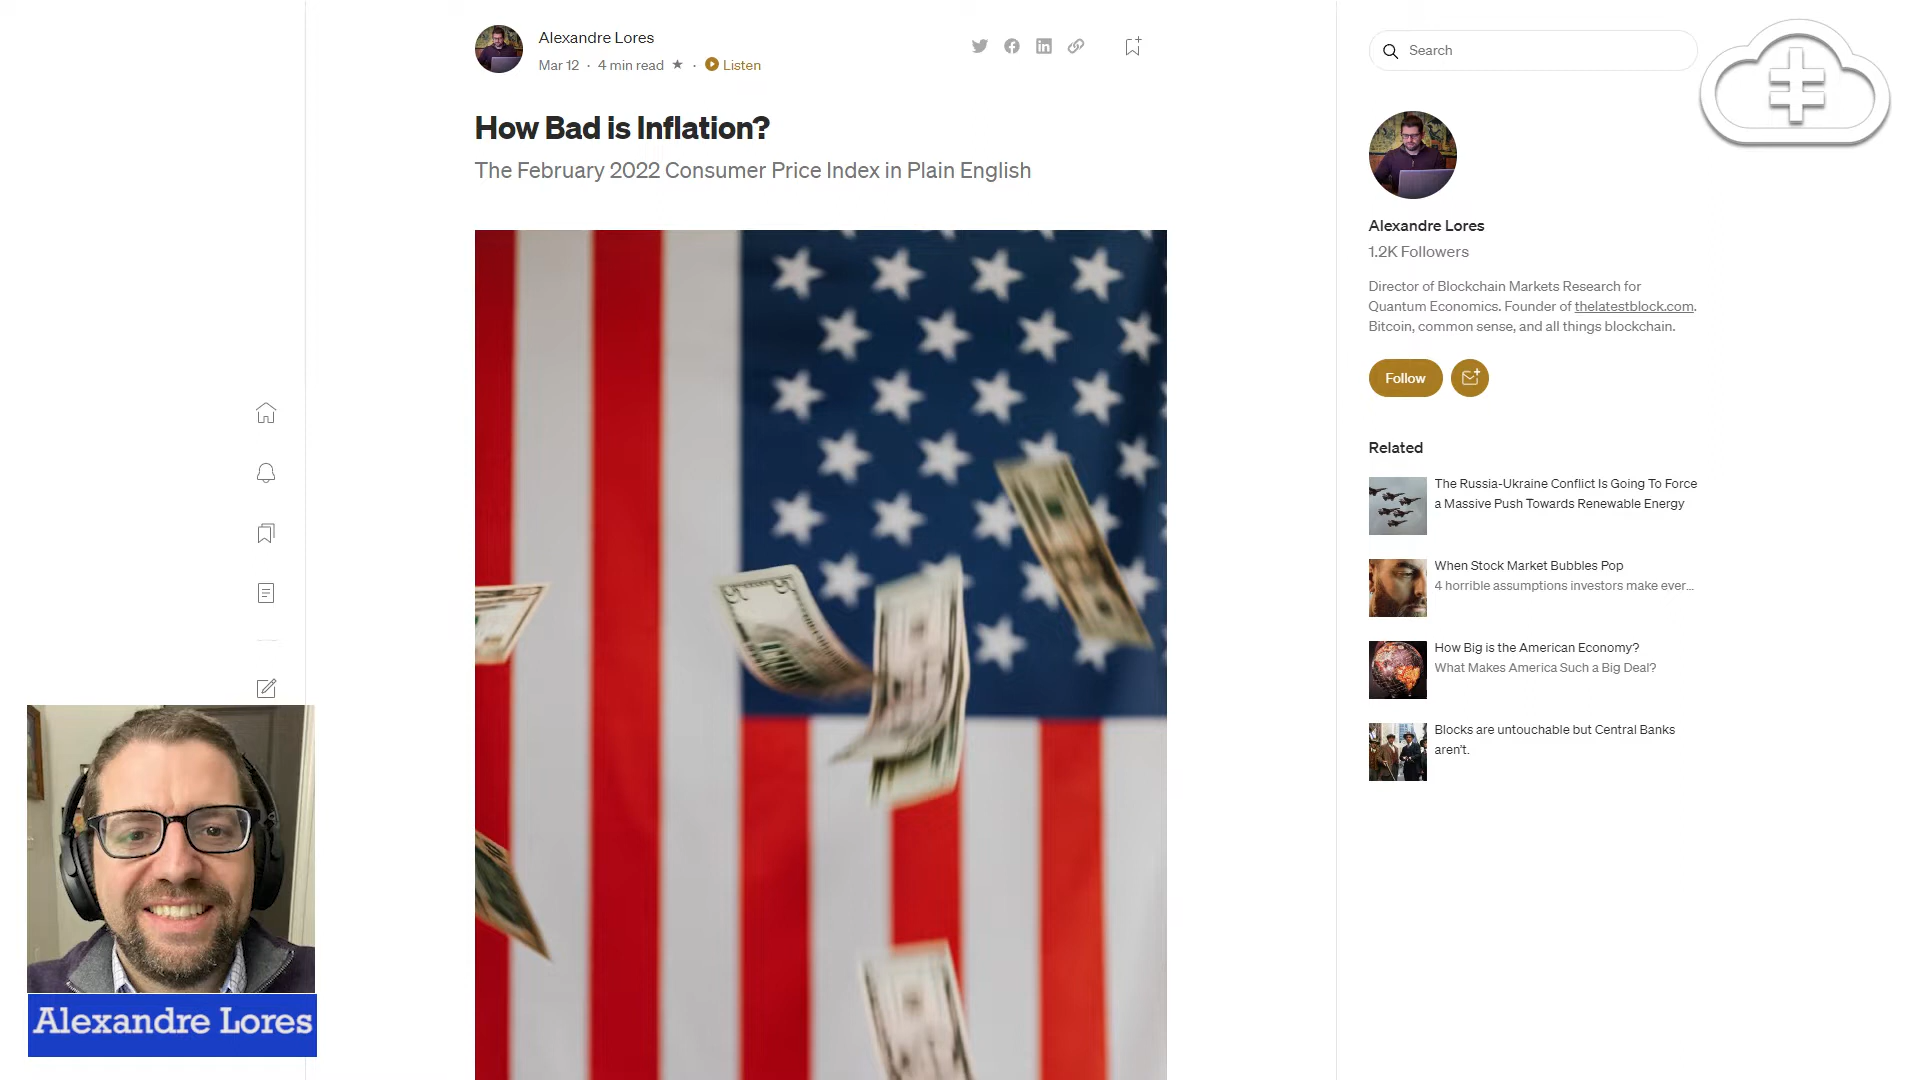 Alexandre Lores
Mar 12 · 4 min read ★ · Listen
How Bad is Inflation?
The February 2022 Consumer Price Index in Plain English
Search
Alexandre Lores
1.2K Followers
Director of Blockchain Markets Research for
Quantum Economics. Founder of thelatestblock.com.
Bitcoin, common sense, and all things blockchain.
Follow
Related
The Russia-Ukraine Conflict Is Going To Force
a Massive Push Towards Renewable Energy
When Stock Market Bubbles Pop
4 horrible assumptions investors make ever…
How Big is the American Economy?
What Makes America Such a Big Deal?
Blocks are untouchable but Central Banks
aren't.
Alexandre Lores